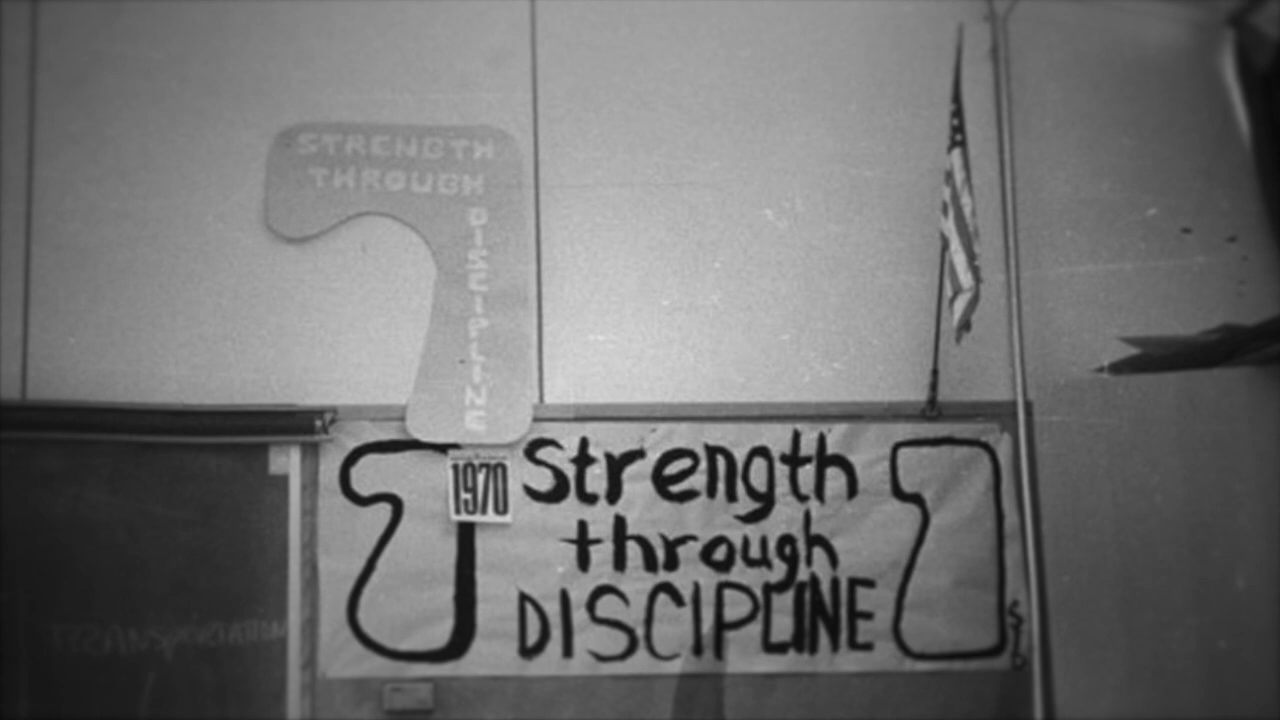 STRENGTH
THROUGH
DISCIPLINE
1970
Strength
through
DISCIPLINE